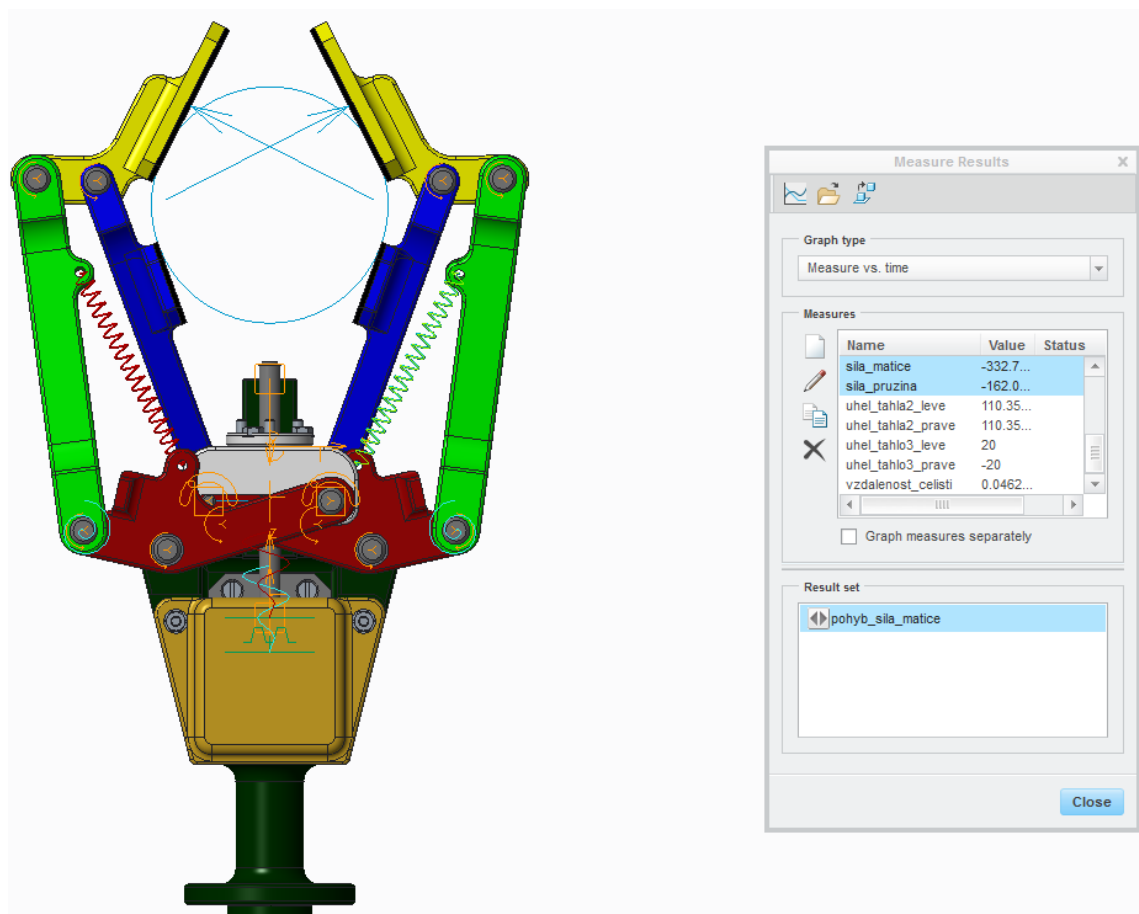 Measure Results
Graph type
Measure vs. time
Measures
Name Value Status
sila_matice -332.7...
sila_pruzina -162.0...
uhel_tahla2_leve 110.35...
uhel_tahla2_prave 110.35...
uhel_tahlo3_leve 20
uhel_tahlo3_prave -20
vzdalenost_celisti 0.0462...
Graph measures separately
Result set
pohyb_sila_matice
Close